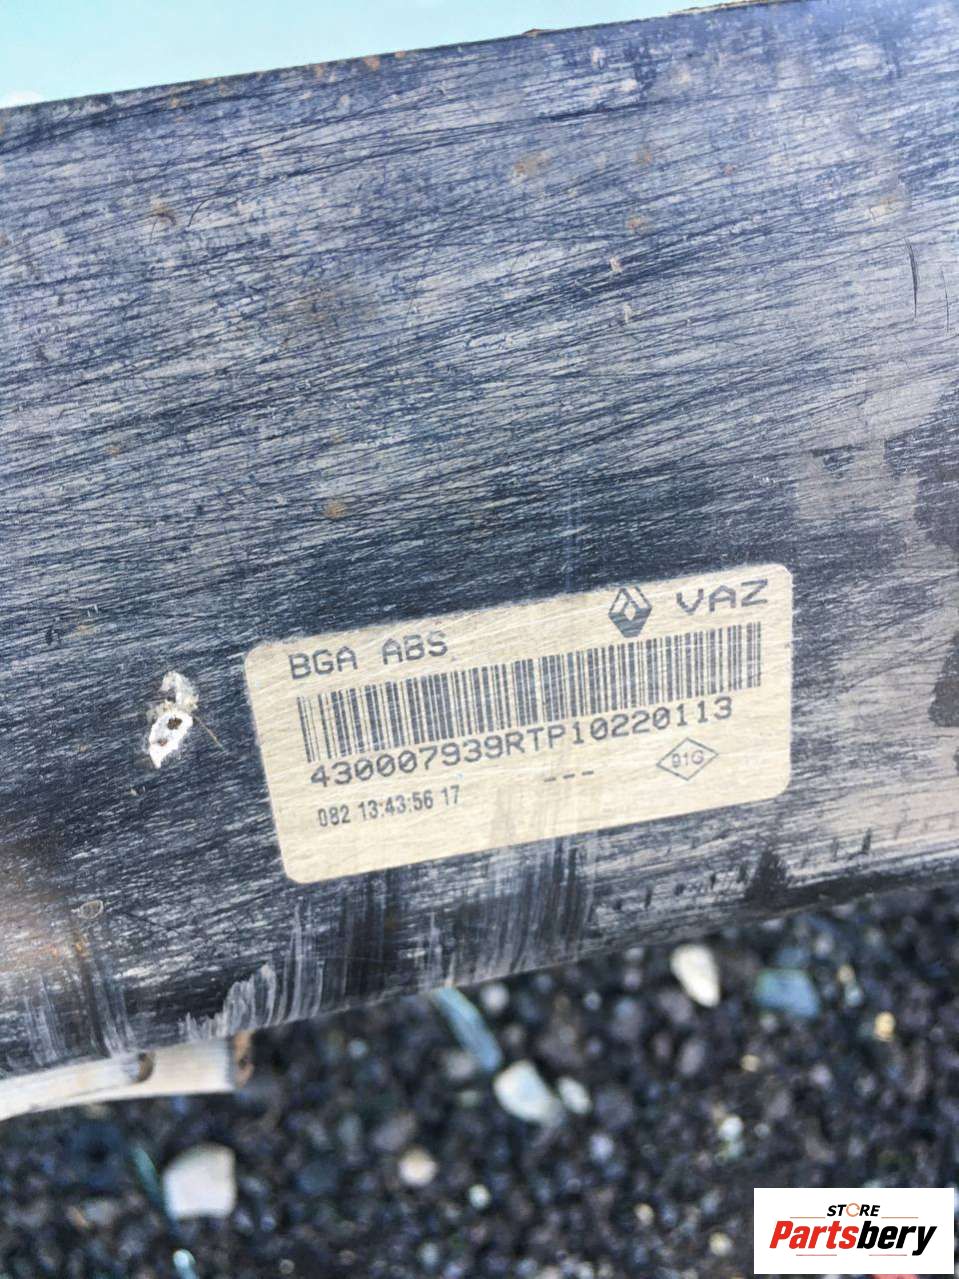 BGA ABS
VAZ
430007939RTP10220113
---
91G
082 13:43:56 17
STORE
Partsbery